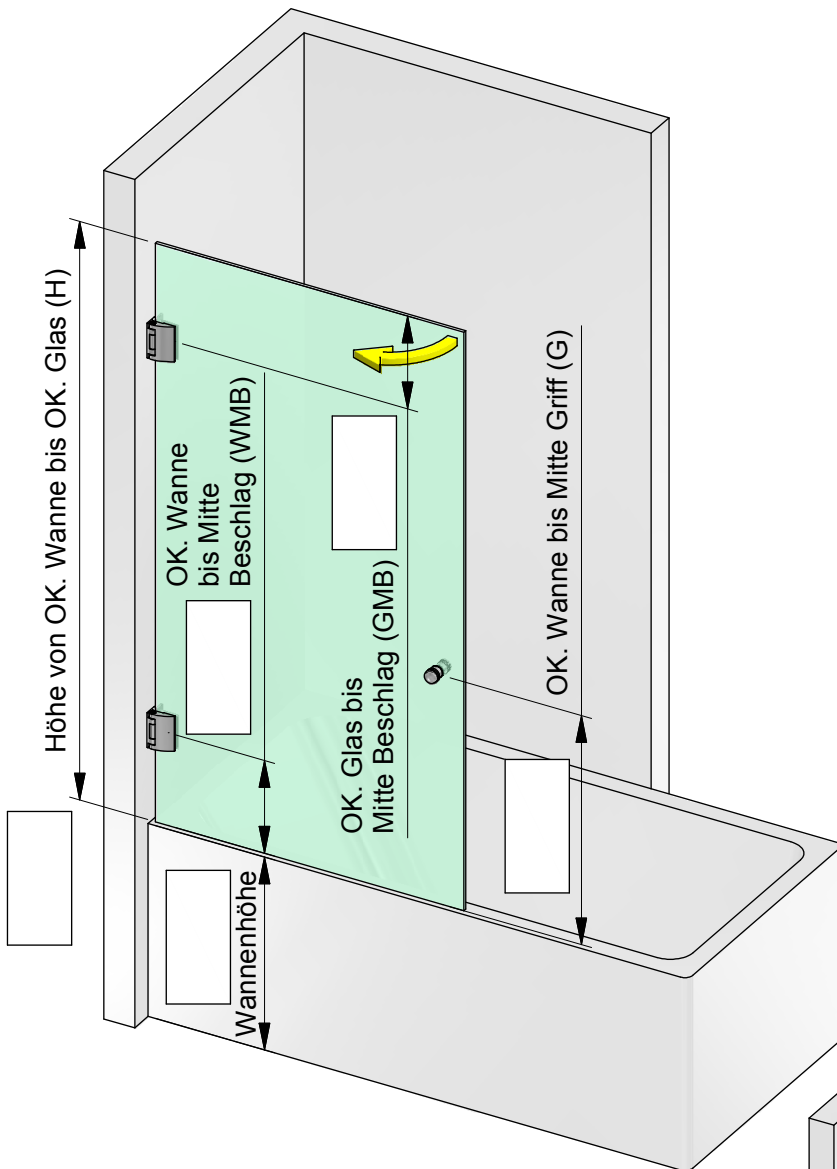 Höhe von OK. Wanne bis OK. Glas (H)
OK. Wanne
bis Mitte
Beschlag (WMB)
OK. Glas bis
Mitte Beschlag (GMB)
OK. Wanne bis Mitte Griff (G)
Wannenhöhe